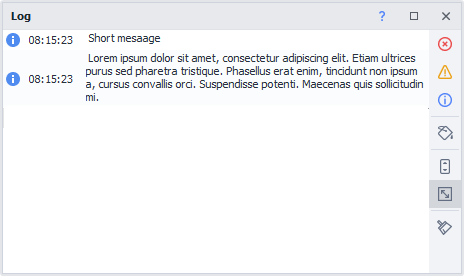 Log ?
08:15:23 Short mesaage
Lorem ipsum dolor sit amet, consectetur adipiscing elit. Etiam ultrices
08:15:23 purus sed pharetra tristique. Phasellus erat enim, tincidunt non ipsum
a, cursus convallis orci. Suspendisse potenti. Maecenas quis sollicitudin
mi.